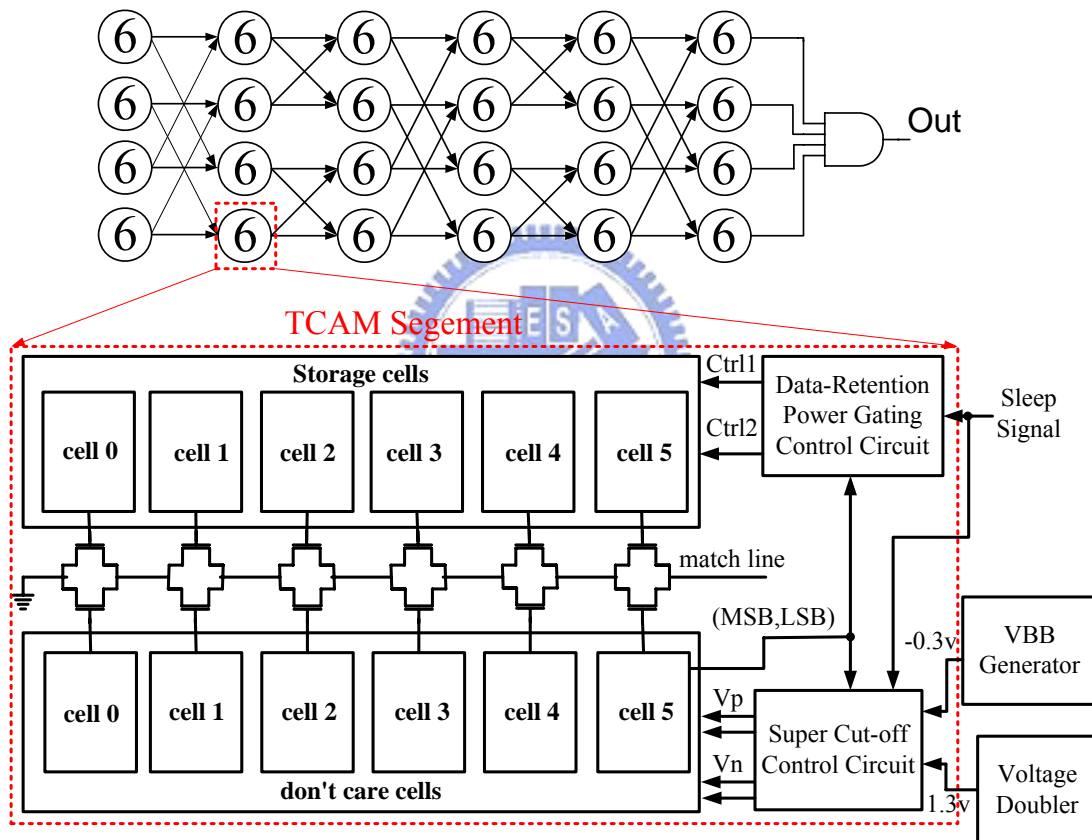 6 6 6 6 6 6
6 6 6 6 6 6
6 6 6 6 6 6
6 6 6 6 6 6
Out
TCAM Segement
ESA
Storage cells
cell 0 cell 1 cell 2 cell 3 cell 4 cell 5
Ctrl1
Ctrl2
Data-Retention
Power Gating
Control Circuit
Sleep
Signal
match line
(MSB,LSB)
cell 0 cell 1 cell 2 cell 3 cell 4 cell 5
don't care cells
Vp
Vn
Super Cut-off
Control Circuit
-0.3v
VBB
Generator
1.3v
Voltage
Doubler